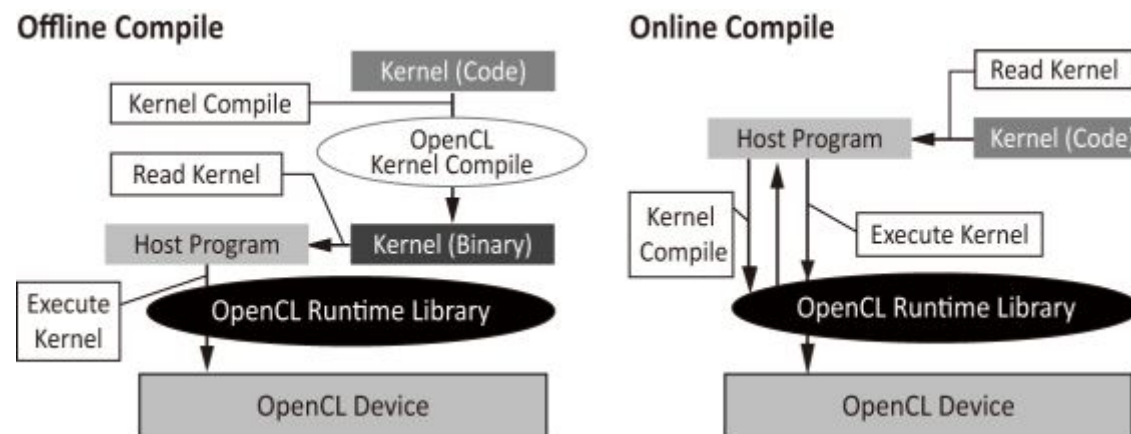 Offline Compile
Kernel (Code)
Kernel Compile
OpenCL
Kernel Compile
Read Kernel
Host Program
Kernel (Binary)
Execute
Kernel
OpenCL Runtime Library
OpenCL Device
Online Compile
Read Kernel
Host Program
Kernel (Code)
Kernel
Compile
Execute Kernel
OpenCL Runtime Library
OpenCL Device